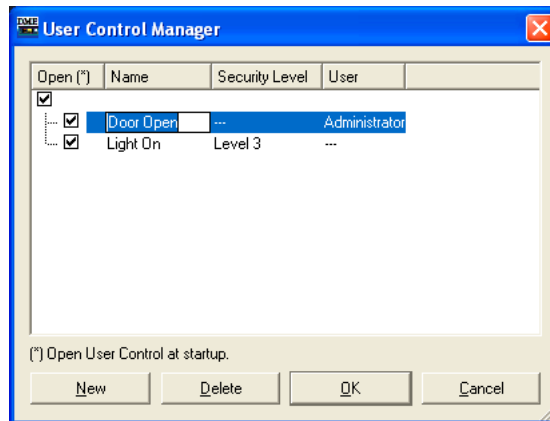 DME User Control Manager
Open (*) Name Security Level User
Door Open --- Administrator
Light On Level 3 ---
(*) Open User Control at startup.
New Delete OK Cancel